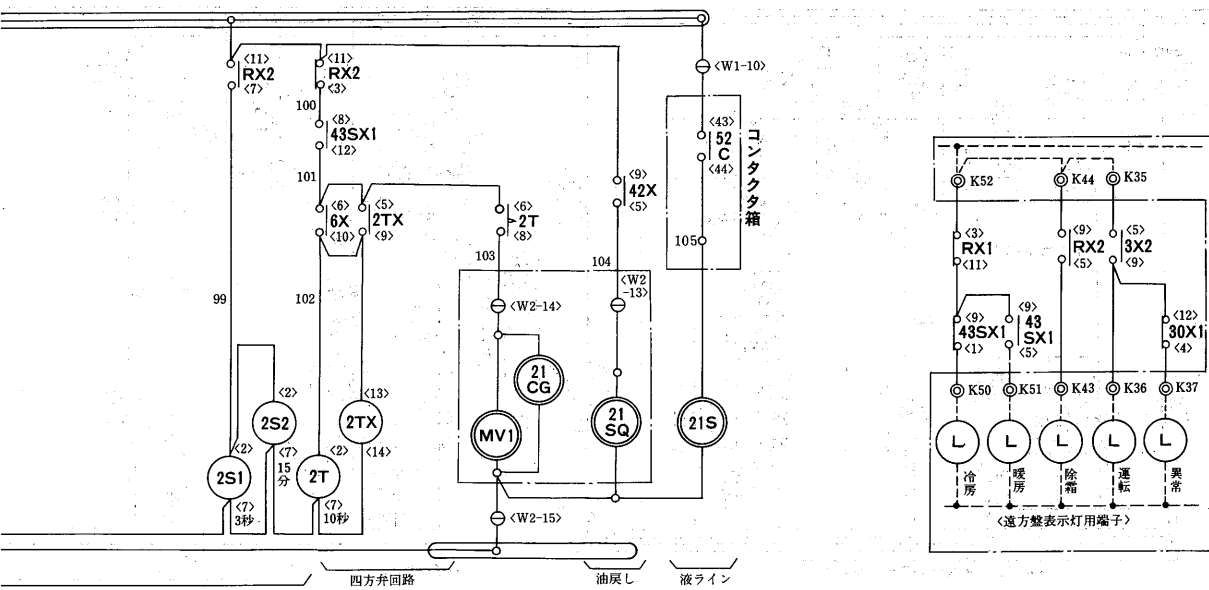 <11>
RX2
<7>
<11>
RX2
<3>
100
<8>
43SX1
<12>
101
<6>
6X
<10>
<5>
2TX
<9>
<6>
2T
<8>
103
<9>
42X
<5>
104
<W1-10>
<43>
52
C
<44>
コンタクタ箱
105
99
102
<W2-14>
<W2
-13>
21
CG
MV1
21
SQ
21S
<2>
2S2
<7>
15
分
<2>
2S1
<7>
3秒
<13>
2TX
<14>
<2>
2T
<7>
10秒
<W2-15>
四方弁回路
油戻し
液ライン
K52
K44
K35
<3>
RX1
<11>
<9>
RX2
<5>
<5>
3X2
<9>
<9>
43SX1
<1>
<9>
43
SX1
<5>
<12>
30X1
<4>
K50
K51
K43
K36
K37
L
L
L
L
L
冷房
暖房
除霜
運転
異常
<遠方盤表示灯用端子>